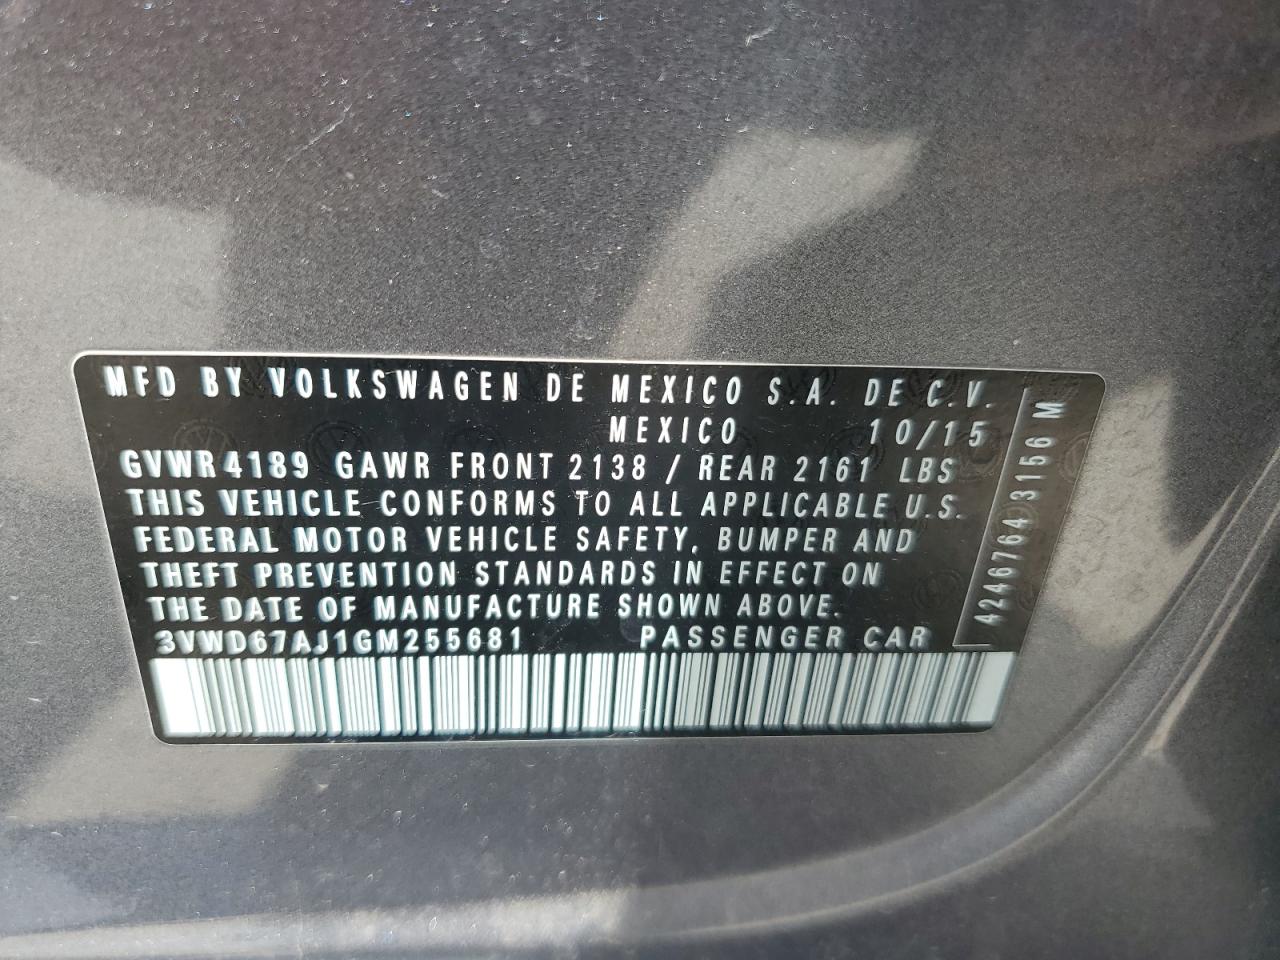 MFD BY VOLKSWAGEN DE MEXICO S.A. DE C.V.
MEXICO 10/15
GVWR4189 GAWR FRONT 2138 / REAR 2161 LBS
THIS VEHICLE CONFORMS TO ALL APPLICABLE U.S.
FEDERAL MOTOR VEHICLE SAFETY, BUMPER AND
THEFT PREVENTION STANDARDS IN EFFECT ON
THE DATE OF MANUFACTURE SHOWN ABOVE.
3VWD67AJ1GM255681 PASSENGER CAR
4246764 3156 M